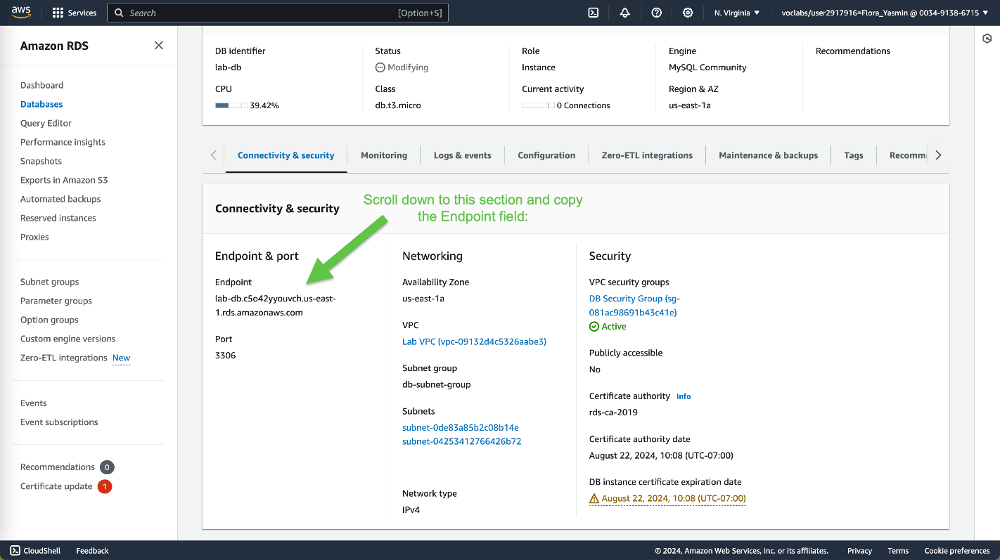 aws
Services
Search
[Option+S]
N. Virginia
voclabs/user2917916=Flora_Yasmin @ 0034-9138-6715
Amazon RDS
Dashboard
Databases
Query Editor
Performance insights
Snapshots
Exports in Amazon S3
Automated backups
Reserved instances
Proxies
Subnet groups
Parameter groups
Option groups
Custom engine versions
Zero-ETL integrations New
Events
Event subscriptions
Recommendations 0
Certificate update 1
DB identifier
lab-db
CPU
39.42%
Status
Modifying
Class
db.t3.micro
Role
Instance
Current activity
0 Connections
Engine
MySQL Community
Region & AZ
us-east-1a
Recommendations
Connectivity & security
Monitoring
Logs & events
Configuration
Zero-ETL integrations
Maintenance & backups
Tags
Recomm
Connectivity & security
Scroll down to this section and copy
the Endpoint field:
Endpoint & port
Endpoint
lab-db.c5o42yyouvch.us-east-
1.rds.amazonaws.com
Port
3306
Networking
Availability Zone
us-east-1a
VPC
Lab VPC (vpc-09132d4c5326aabe3)
Subnet group
db-subnet-group
Subnets
subnet-0de83a85b2c08b14e
subnet-04253412766426b72
Network type
IPv4
Security
VPC security groups
DB Security Group (sg-
081ac98691b43c41e)
Active
Publicly accessible
No
Certificate authority Info
rds-ca-2019
Certificate authority date
August 22, 2024, 10:08 (UTC-07:00)
DB instance certificate expiration date
August 22, 2024, 10:08 (UTC-07:00)
CloudShell
Feedback
© 2024, Amazon Web Services, Inc. or its affiliates.
Privacy
Terms
Cookie preferences